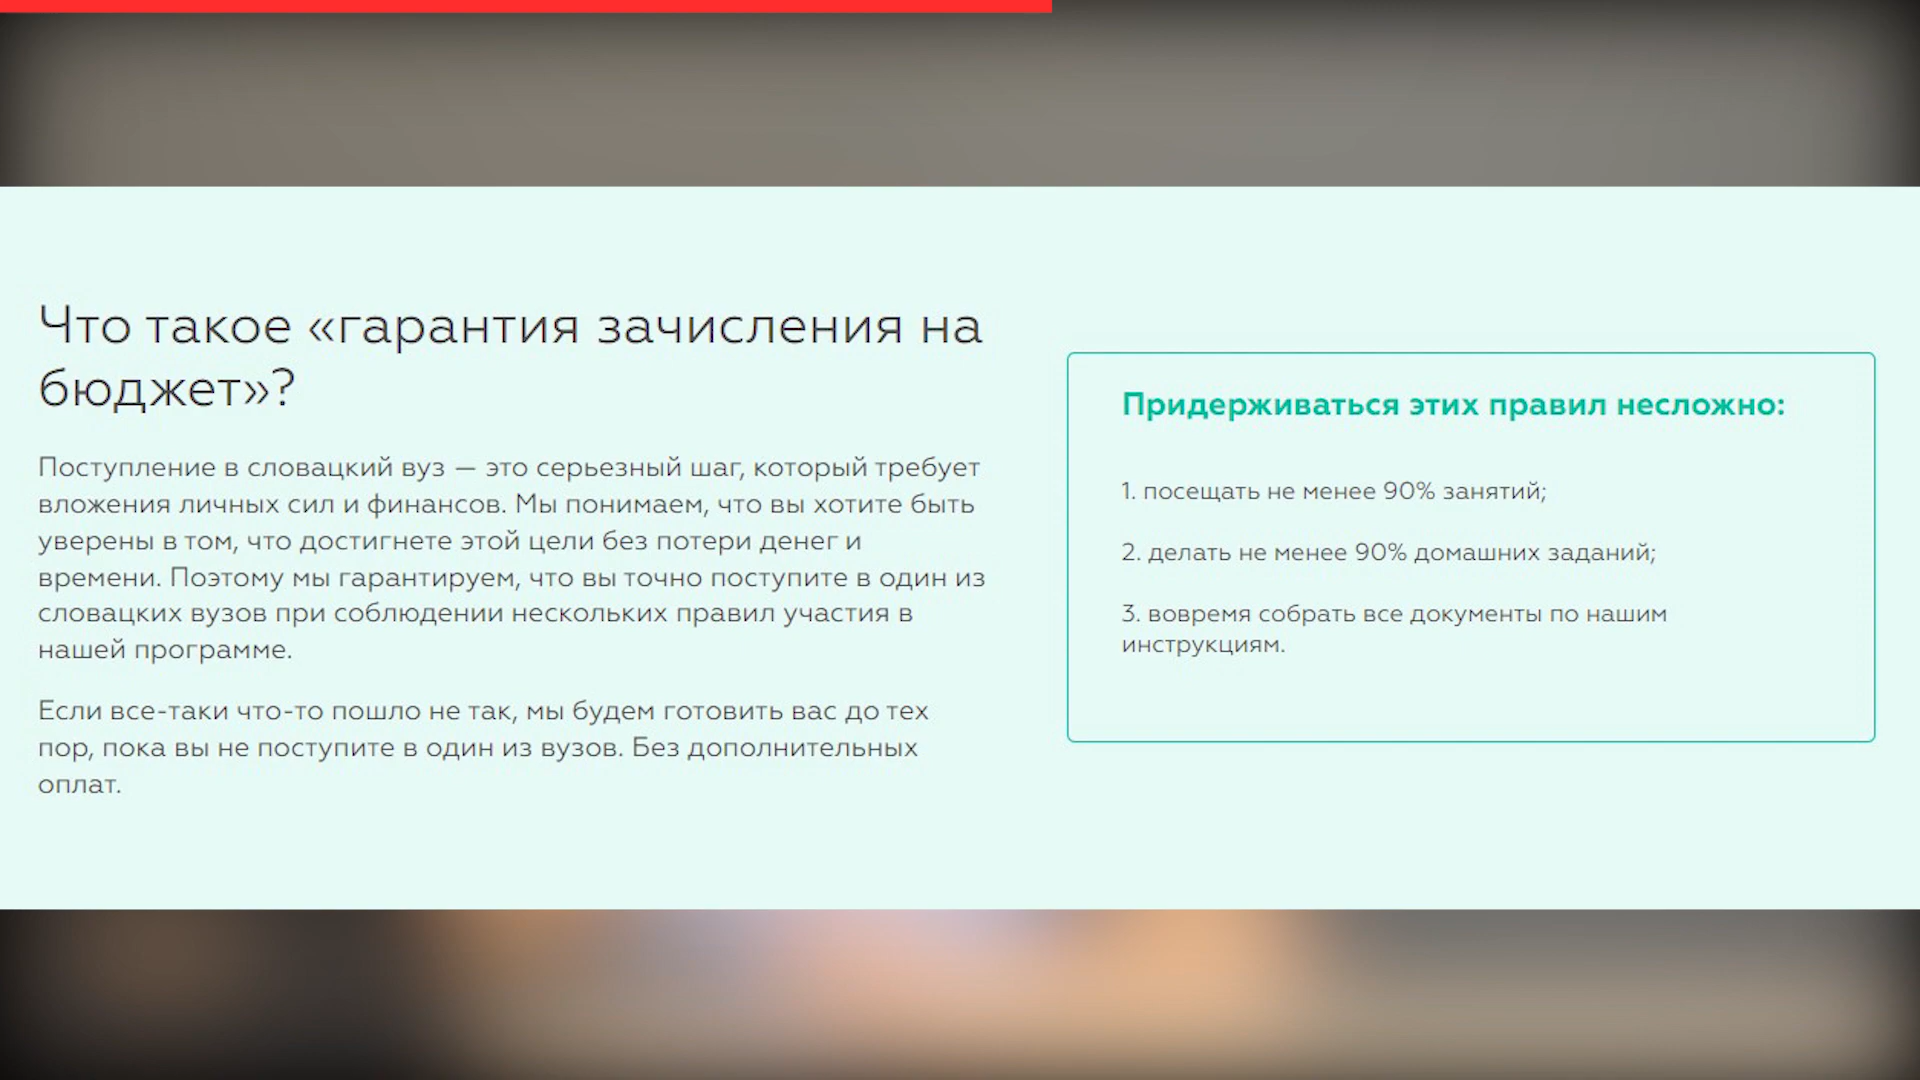 Что такое «гарантия зачисления на
бюджет»?
Поступление в словацкий вуз — это серьезный шаг, который требует
вложения личных сил и финансов. Мы понимаем, что вы хотите быть
уверены в том, что достигнете этой цели без потери денег и
времени. Поэтому мы гарантируем, что вы точно поступите в один из
словацких вузов при соблюдении нескольких правил участия в
нашей программе.
Если все-таки что-то пошло не так, мы будем готовить вас до тех
пор, пока вы не поступите в один из вузов. Без дополнительных
оплат.
Придерживаться этих правил несложно:
1. посещать не менее 90% занятий;
2. делать не менее 90% домашних заданий;
3. вовремя собрать все документы по нашим
инструкциям.